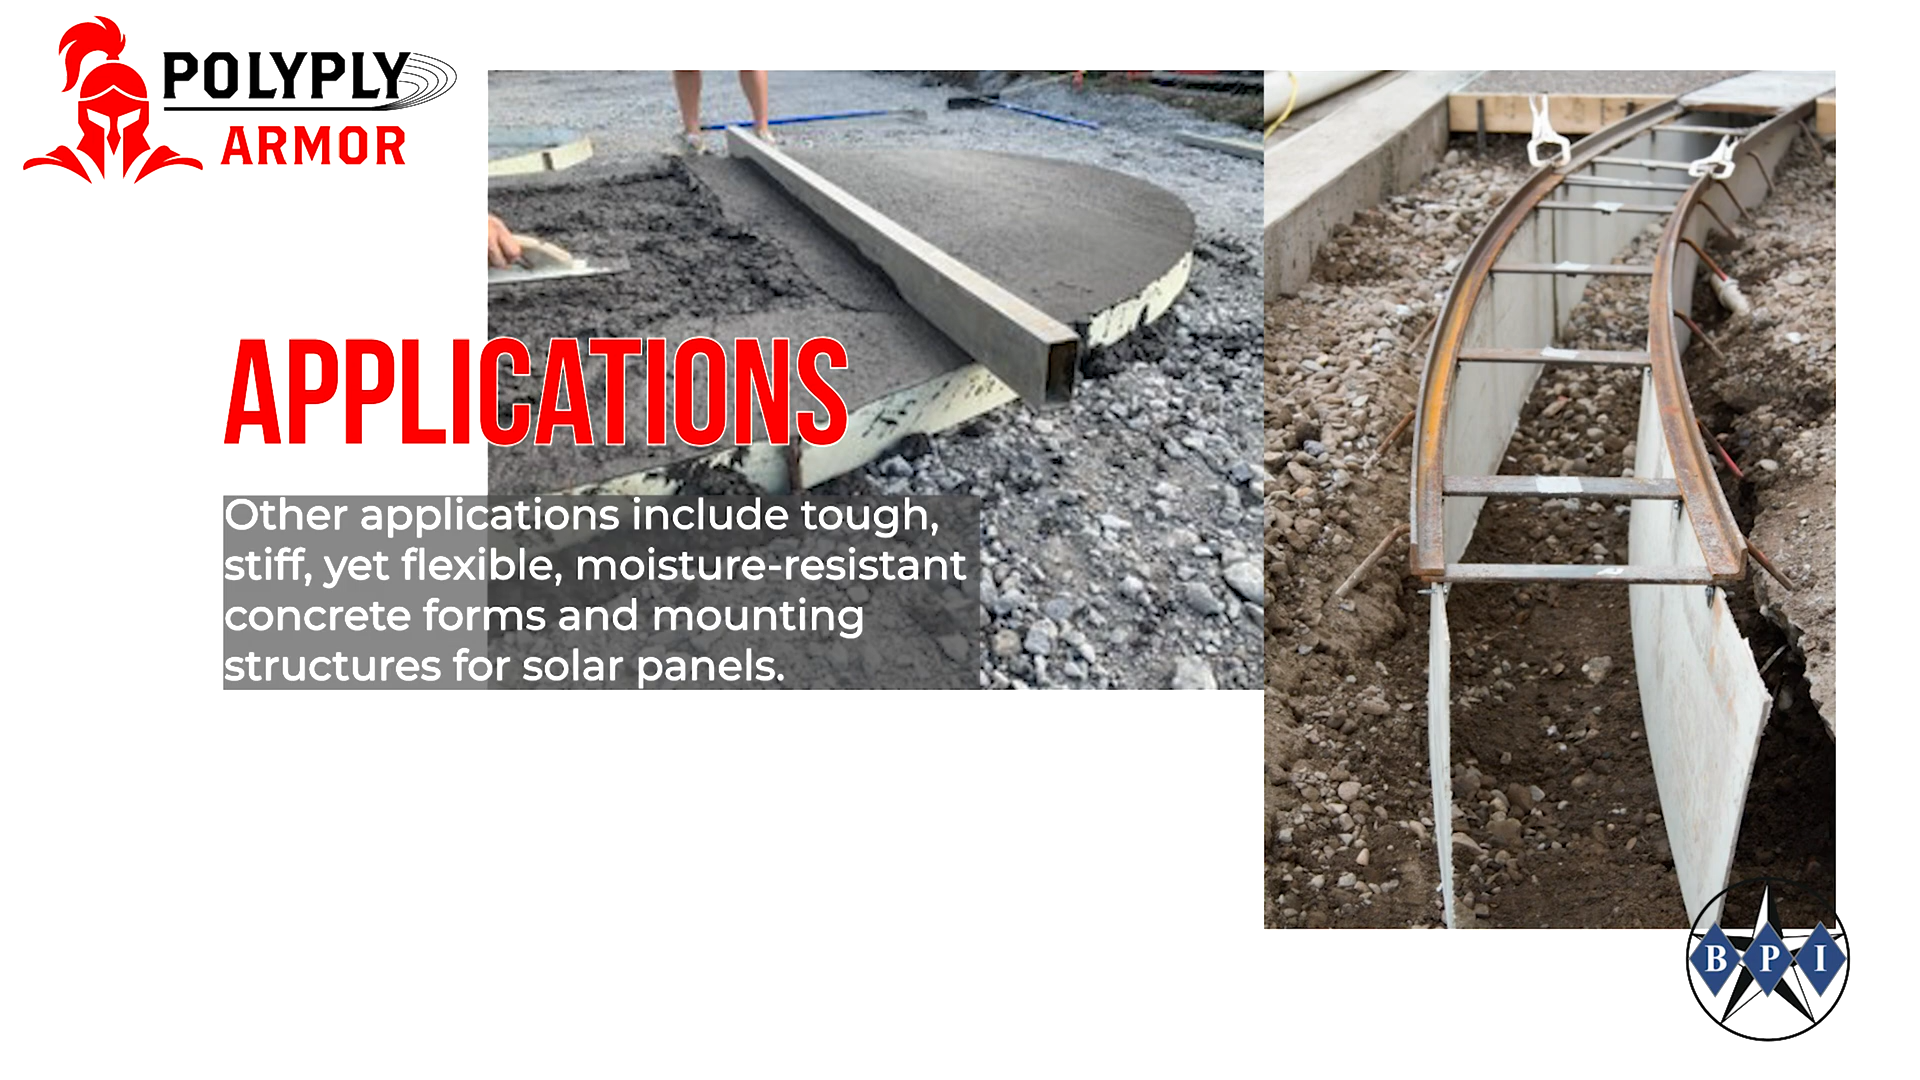 POLYPLY
ARMOR
APPLICATIONS
Other applications include tough,
stiff, yet flexible, moisture-resistant
concrete forms and mounting
structures for solar panels.
B P I